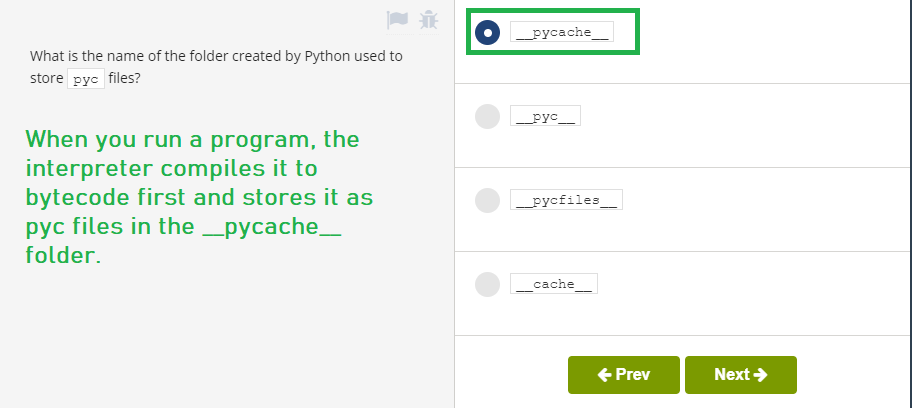 What is the name of the folder created by Python used to
store pyc files?
When you run a program, the
interpreter compiles it to
bytecode first and stores it as
pyc files in the __pycache__
folder.
__pycache__
__pyc__
__pycfiles__
__cache__
Prev
Next